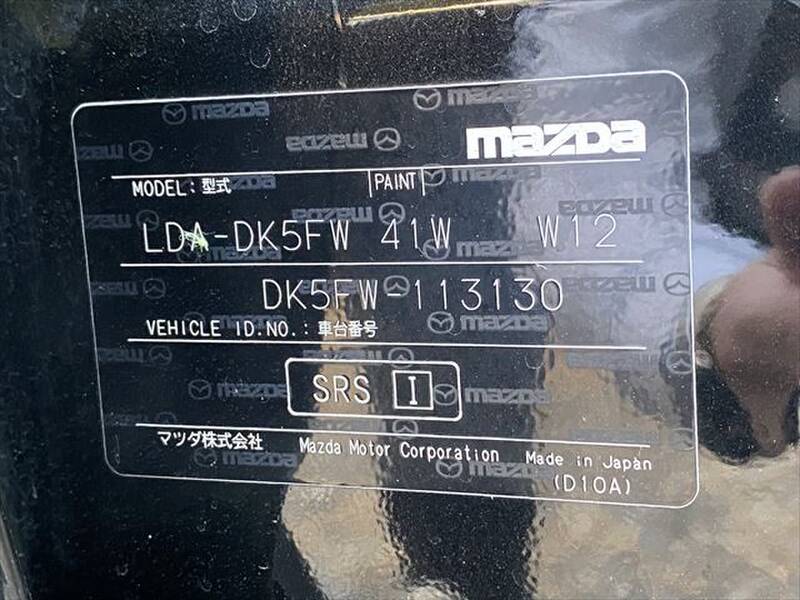 mazda
MODEL:型式 PAINT
LDA-DK5FW 41W W12
DK5FW-113130
VEHICLE ID.NO.:車台番号
SRS I
マツダ株式会社 Mazda Motor Corporation Made in Japan
(D10A)